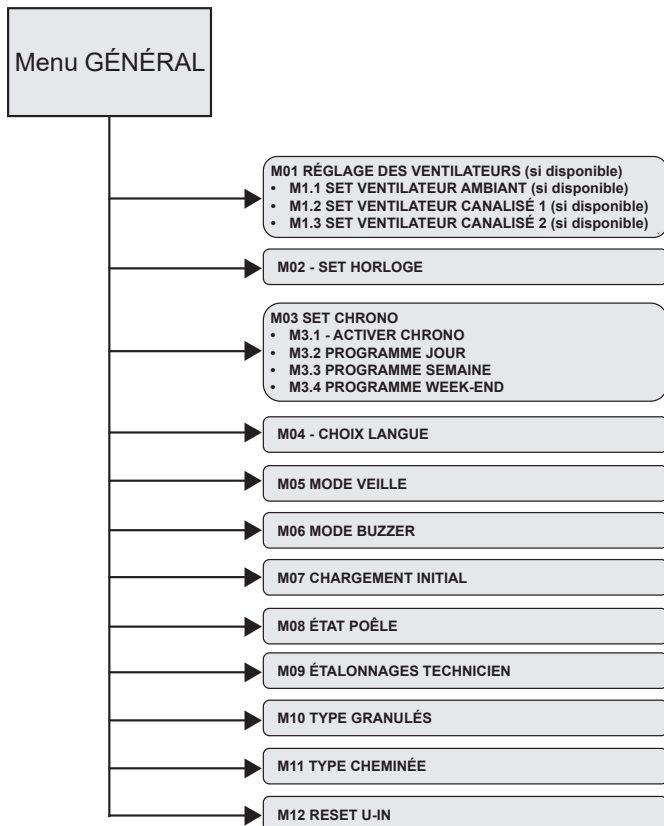 Menu GÉNÉRAL
M01 RÉGLAGE DES VENTILATEURS (si disponible)
• M1.1 SET VENTILATEUR AMBIANT (si disponible)
• M1.2 SET VENTILATEUR CANALISÉ 1 (si disponible)
• M1.3 SET VENTILATEUR CANALISÉ 2 (si disponible)
M02 - SET HORLOGE
M03 SET CHRONO
• M3.1 - ACTIVER CHRONO
• M3.2 PROGRAMME JOUR
• M3.3 PROGRAMME SEMAINE
• M3.4 PROGRAMME WEEK-END
M04 - CHOIX LANGUE
M05 MODE VEILLE
M06 MODE BUZZER
M07 CHARGEMENT INITIAL
M08 ÉTAT POÊLE
M09 ÉTALONNAGES TECHNICIEN
M10 TYPE GRANULÉS
M11 TYPE CHEMINÉE
M12 RESET U-IN